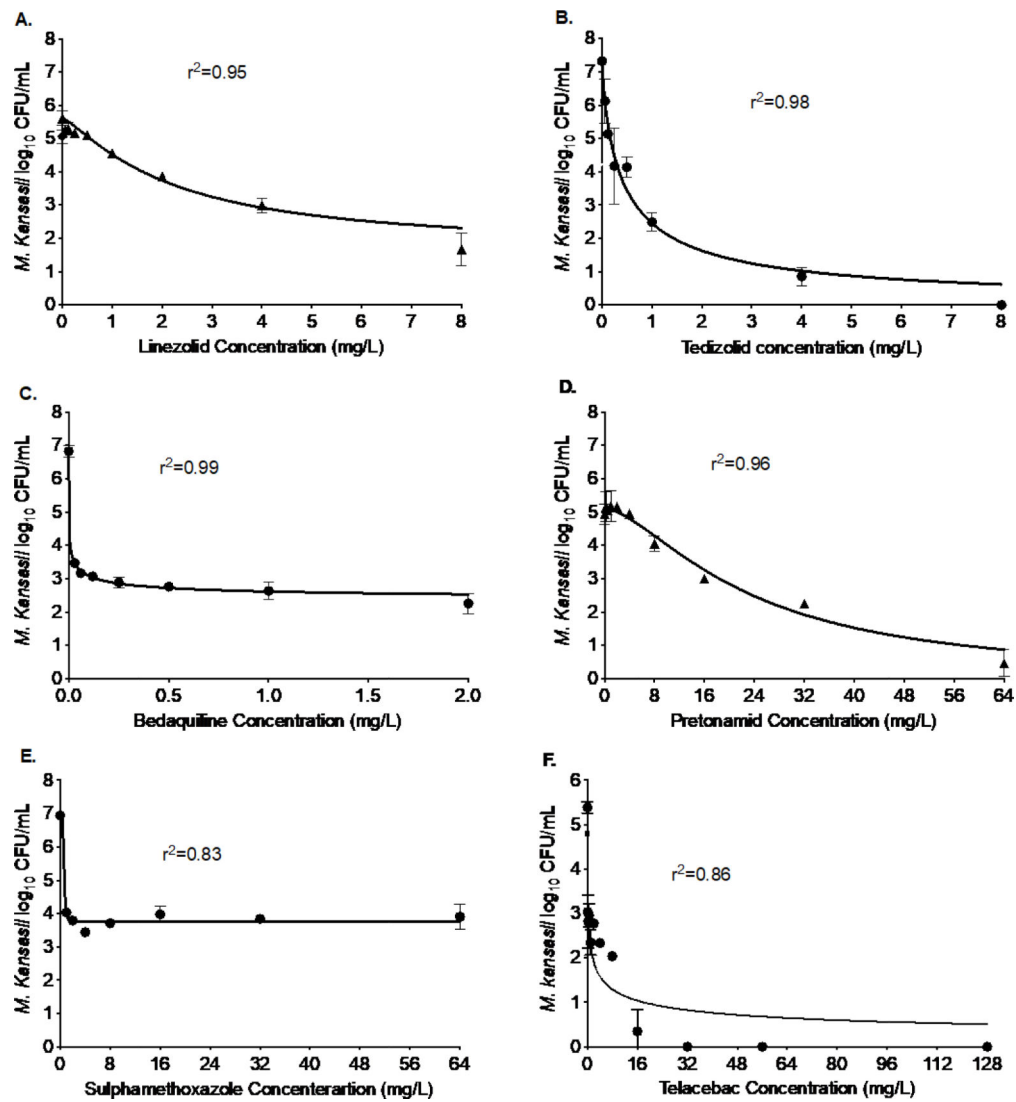 A.
M. Kansasii log10 CFU/mL
8
7
6
5
4
3
2
1
0
r²=0.95
0 1 2 3 4 5 6 7 8
Linezolid Concentration (mg/L)
B.
M. Kansasii log10 CFU/mL
8
7
6
5
4
3
2
1
0
r²=0.98
0 1 2 3 4 5 6 7 8
Tedizolid concentration (mg/L)
C.
M. Kansasii log10 CFU/mL
8
7
6
5
4
3
2
1
0
r²=0.99
0.0 0.5 1.0 1.5 2.0
Bedaquiline Concentration (mg/L)
D.
M. Kansasii log10 CFU/mL
8
7
6
5
4
3
2
1
0
r²=0.96
0 8 16 24 32 40 48 56 64
Pretonamid Concentration (mg/L)
E.
M. Kansasii log10 CFU/mL
8
7
6
5
4
3
2
1
0
r²=0.83
0 8 16 24 32 40 48 56 64
Sulphamethoxazole Concenterartion (mg/L)
F.
M. kansasii log10 CFU/mL
6
5
4
3
2
1
0
r²=0.86
0 16 32 48 64 80 96 112 128
Telacebac Concentration (mg/L)